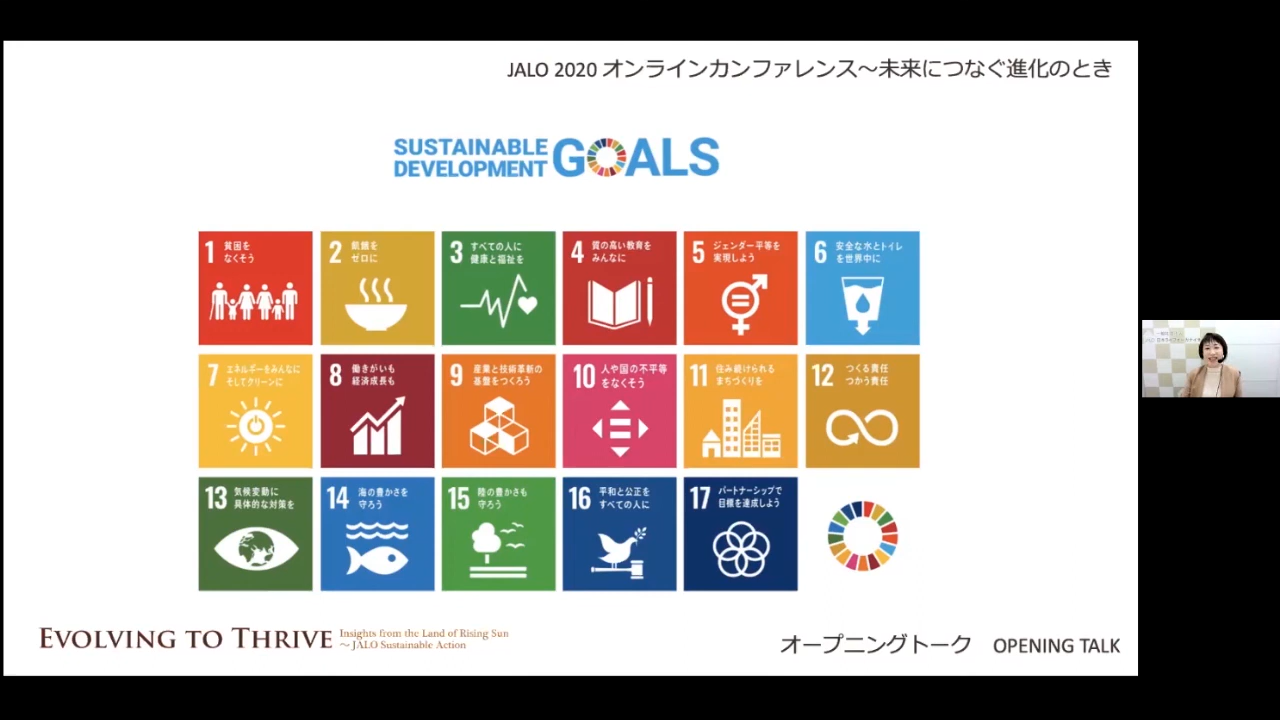 JALO 2020 オンラインカンファレンス～未来につなぐ進化のとき
SUSTAINABLE
DEVELOPMENT
GOALS
1 貧困を
なくそう
2 飢餓を
ゼロに
3 すべての人に
健康と福祉を
4 質の高い教育を
みんなに
5 ジェンダー平等を
実現しよう
6 安全な水とトイレ
を世界中に
7 エネルギーをみんなに
そしてクリーンに
8 働きがいも
経済成長も
9 産業と技術革新の
基盤をつくろう
10 人や国の不平等
をなくそう
11 住み続けられる
まちづくりを
12 つくる責任
つかう責任
13 気候変動に
具体的な対策を
14 海の豊かさを
守ろう
15 陸の豊かさも
守ろう
16 平和と公正を
すべての人に
17 パートナーシップで
目標を達成しよう
EVOLVING TO THRIVE
Insights from the Land of Rising Sun
～JALO Sustainable Action
オープニングトーク OPENING TALK